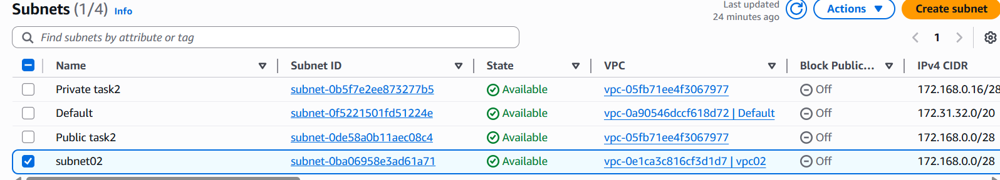 Subnets (1/4) Info
Last updated
24 minutes ago
Actions
Create subnet
Find subnets by attribute or tag
1
Name Subnet ID State VPC Block Public... IPv4 CIDR
Private task2 subnet-0b5f7e2ee873277b5 Available vpc-05fb71ee4f3067977 Off 172.168.0.16/28
Default subnet-0f5221501fd51224e Available vpc-0a90546dccf618d72 | Default Off 172.31.32.0/20
Public task2 subnet-0de58a0b11aec08c4 Available vpc-05fb71ee4f3067977 Off 172.168.0.0/28
subnet02 subnet-0ba06958e3ad61a71 Available vpc-0e1ca3c816cf3d1d7 | vpc02 Off 172.168.0.0/28